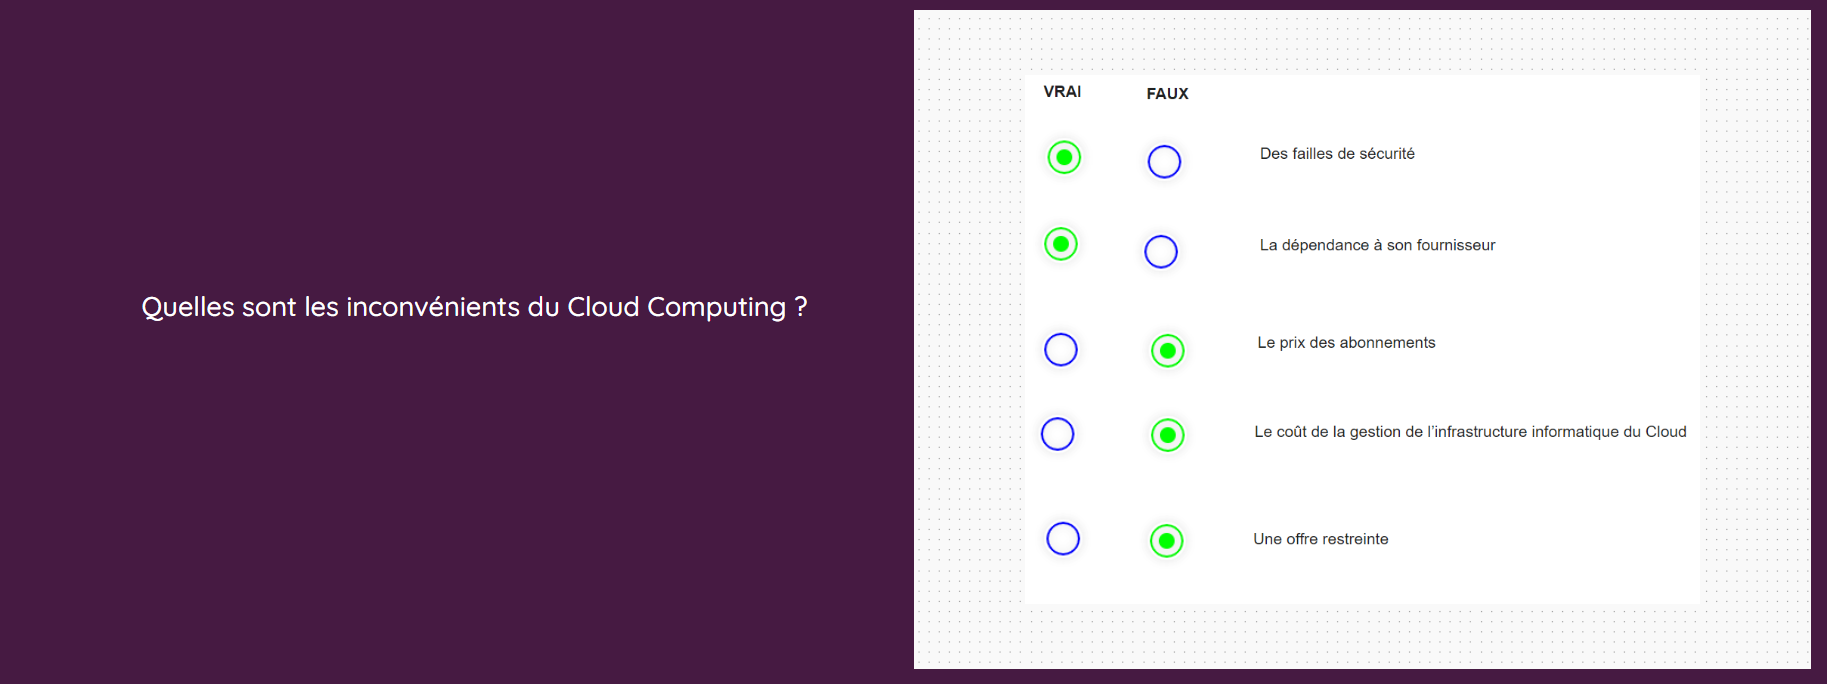 Quelles sont les inconvénients du Cloud Computing ?
VRAI
FAUX
Des failles de sécurité
La dépendance à son fournisseur
Le prix des abonnements
Le coût de la gestion de l'infrastructure informatique du Cloud
Une offre restreinte